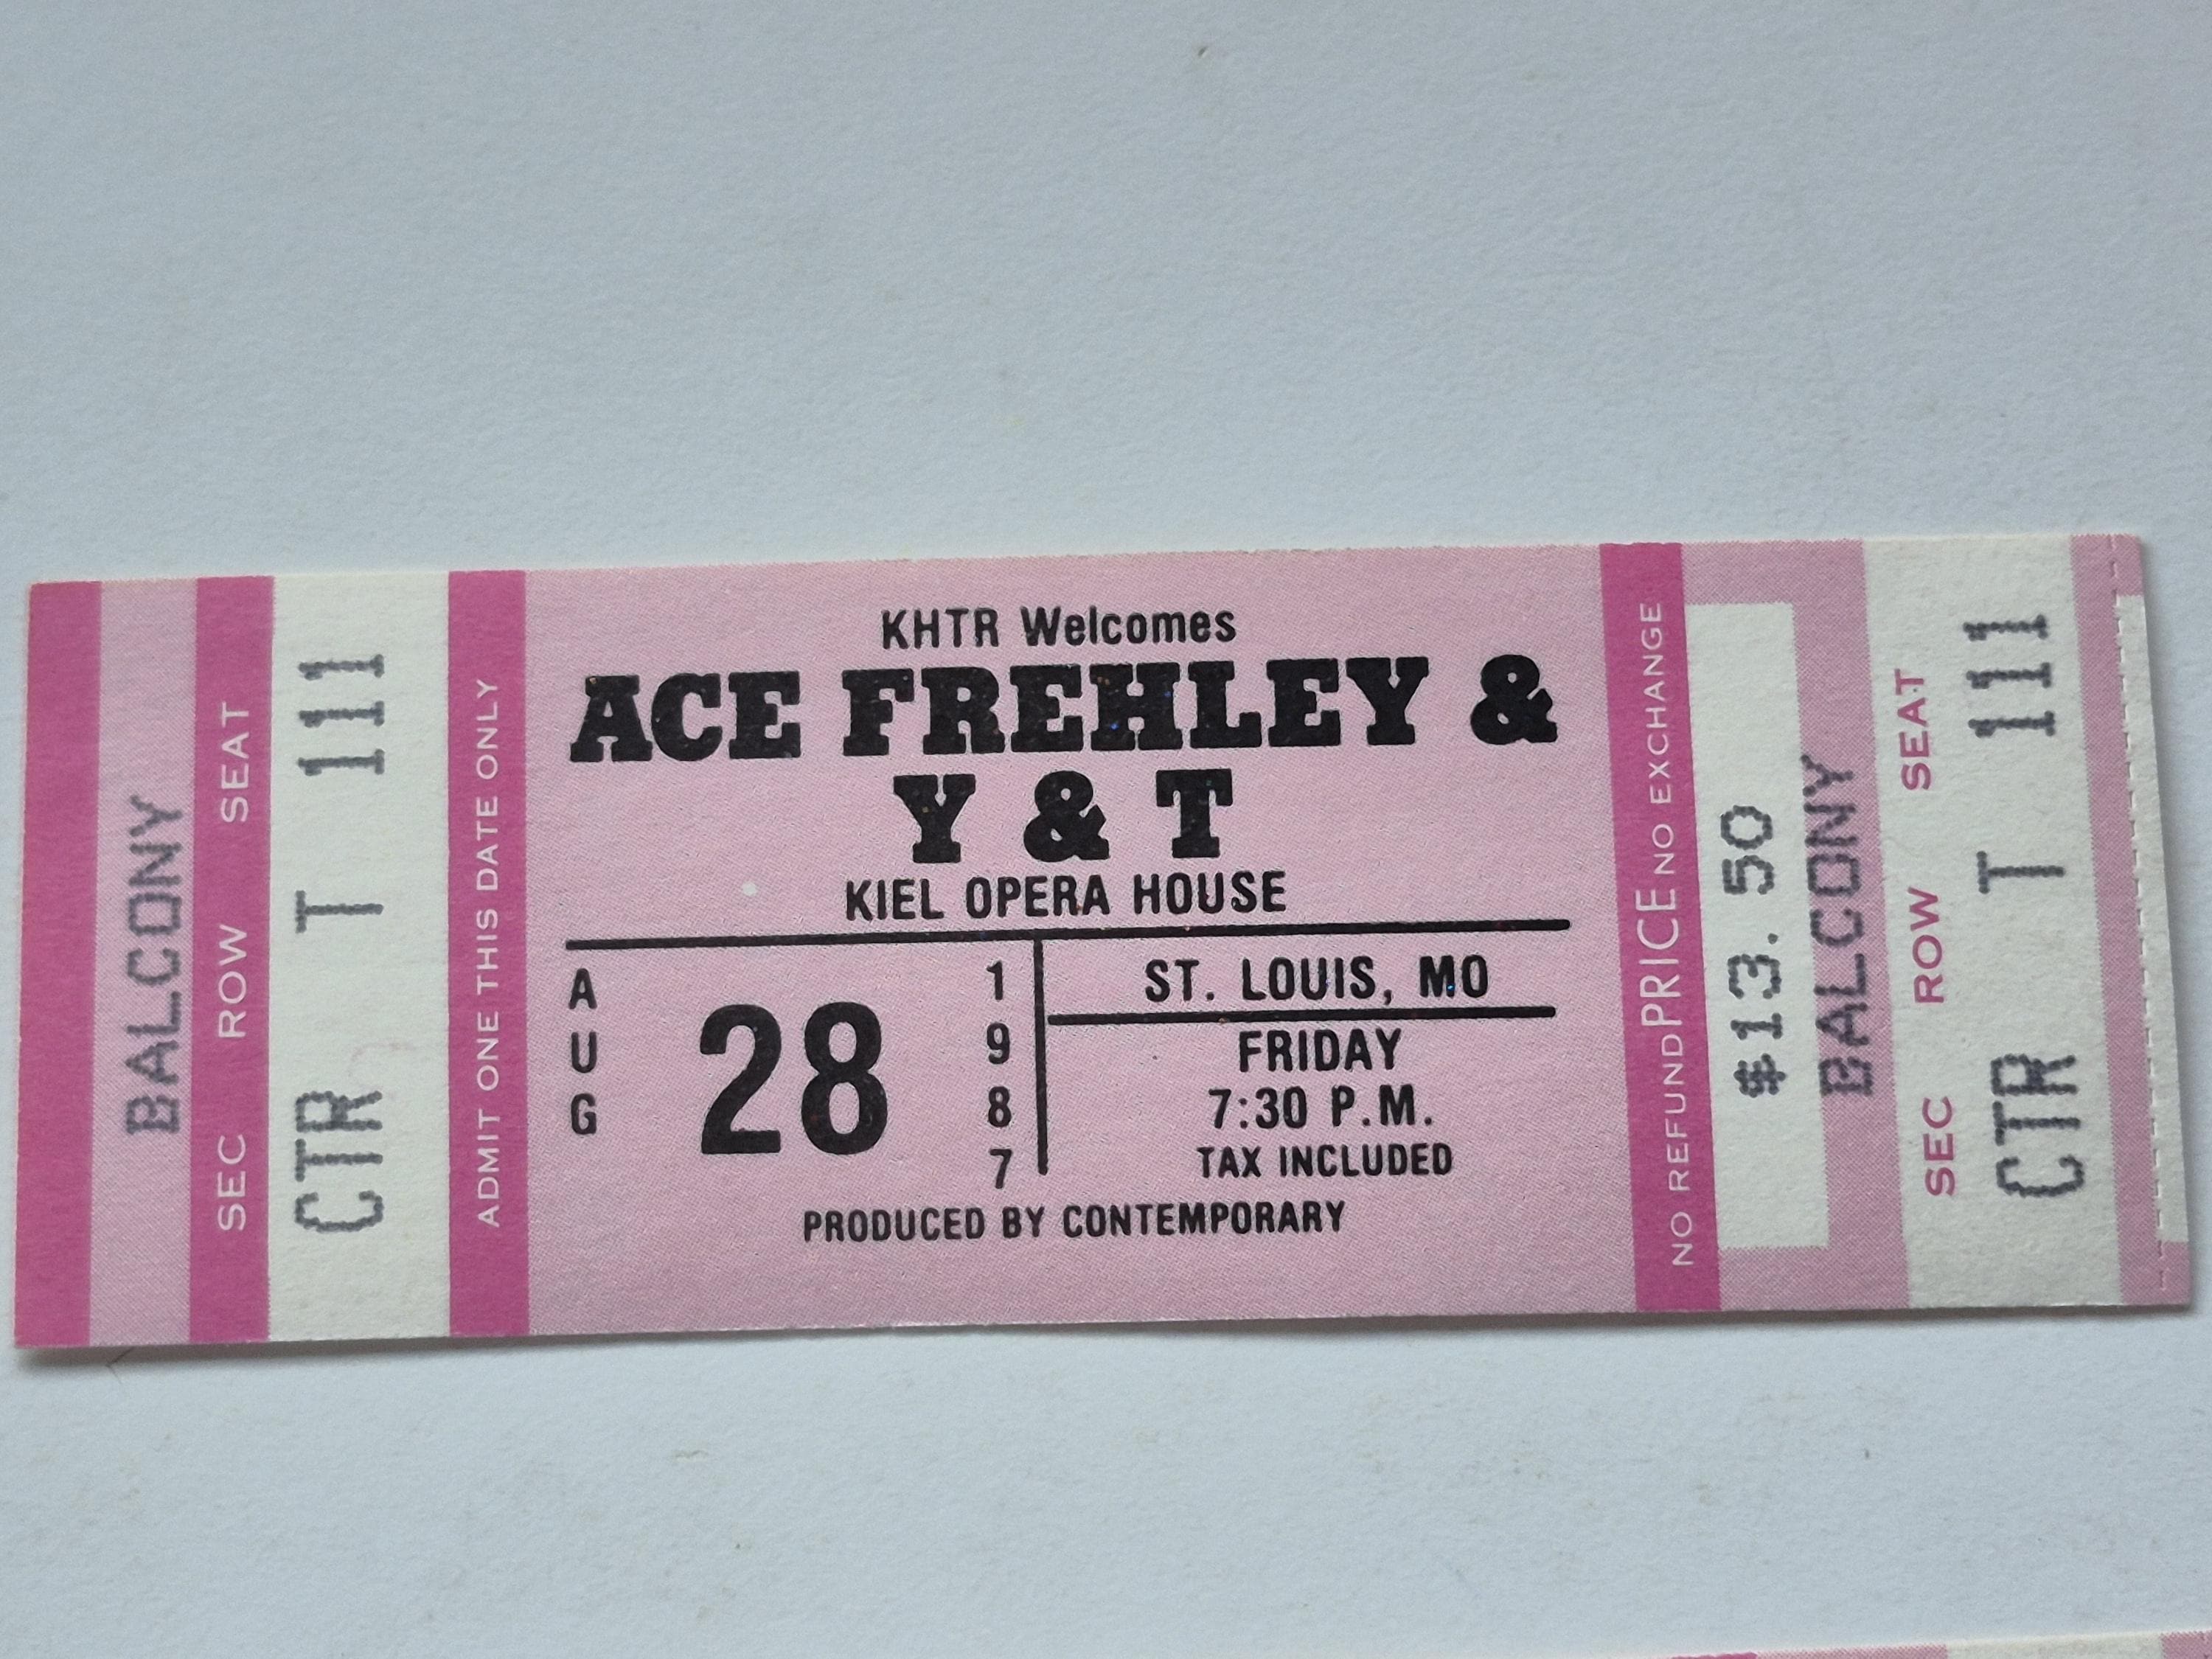 BALCONY
SEC ROW SEAT
CTR T 111
ADMIT ONE THIS DATE ONLY
KHTR Welcomes
ACE FREHLEY &
Y & T
KIEL OPERA HOUSE
AUG
28
1987
ST. LOUIS, MO
FRIDAY
7:30 P.M.
TAX INCLUDED
PRODUCED BY CONTEMPORARY
NO REFUND PRICE NO EXCHANGE
$13.50
BALCONY
SEC ROW SEAT
CTR T 111